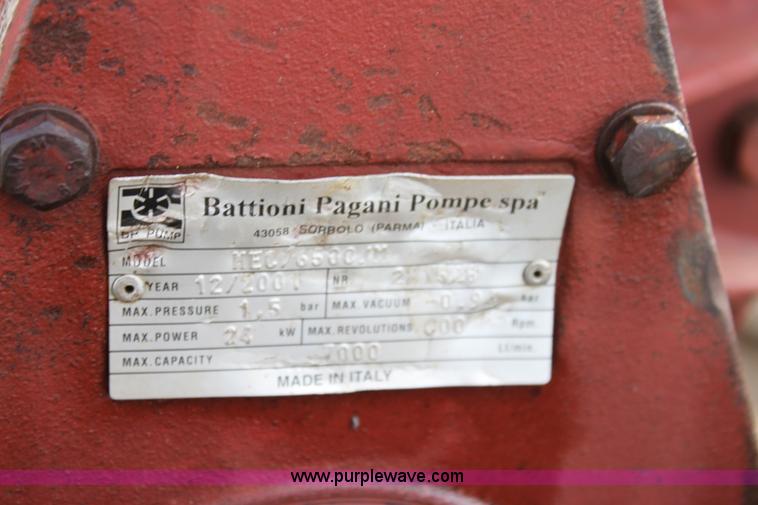 Battioni Pagani Pompe spa
BP PUMP
43058 SORBOLO (PARMA) - ITALIA
MODEL
YEAR 12/2001 NR
MAX. PRESSURE 1,5 bar MAX. VACUUM bar
MAX. POWER 24 kW MAX. REVOLUTIONS Rpm
MAX. CAPACITY Lt/min.
MADE IN ITALY
www.purplewave.com